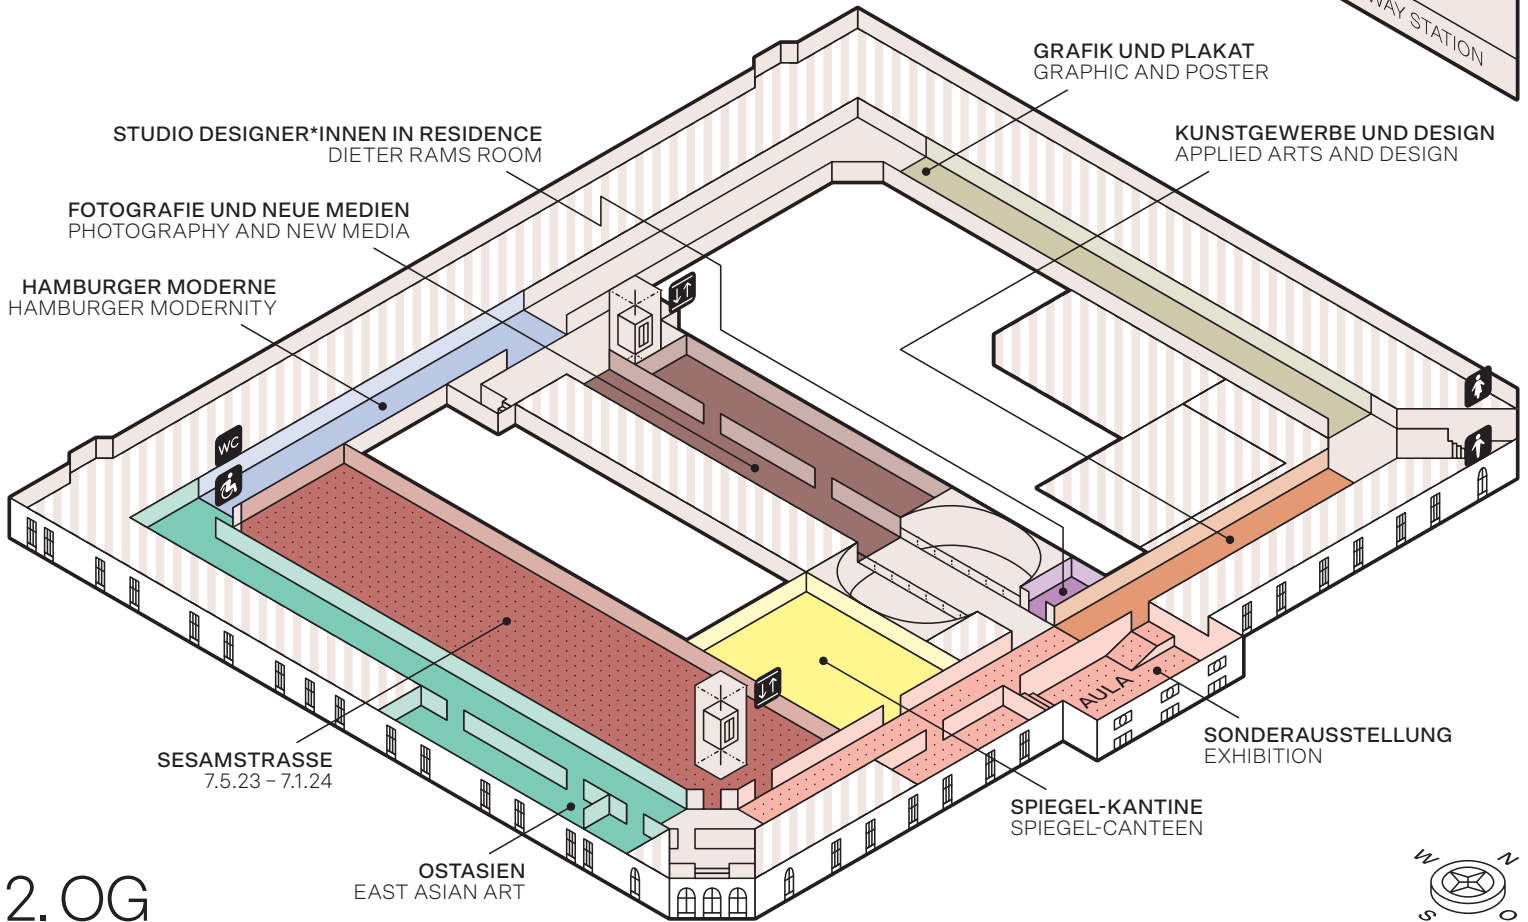 WAY STATION
GRAFIK UND PLAKAT
GRAPHIC AND POSTER
STUDIO DESIGNER*INNEN IN RESIDENCE
DIETER RAMS ROOM
KUNSTGEWERBE UND DESIGN
APPLIED ARTS AND DESIGN
FOTOGRAFIE UND NEUE MEDIEN
PHOTOGRAPHY AND NEW MEDIA
HAMBURGER MODERNE
HAMBURGER MODERNITY
WC
AULA
SONDERAUSSTELLUNG
EXHIBITION
SESAMSTRASSE
7.5.23 – 7.1.24
SPIEGEL-KANTINE
SPIEGEL-CANTEEN
OSTASIEN
EAST ASIAN ART
2. OG
W N
S O